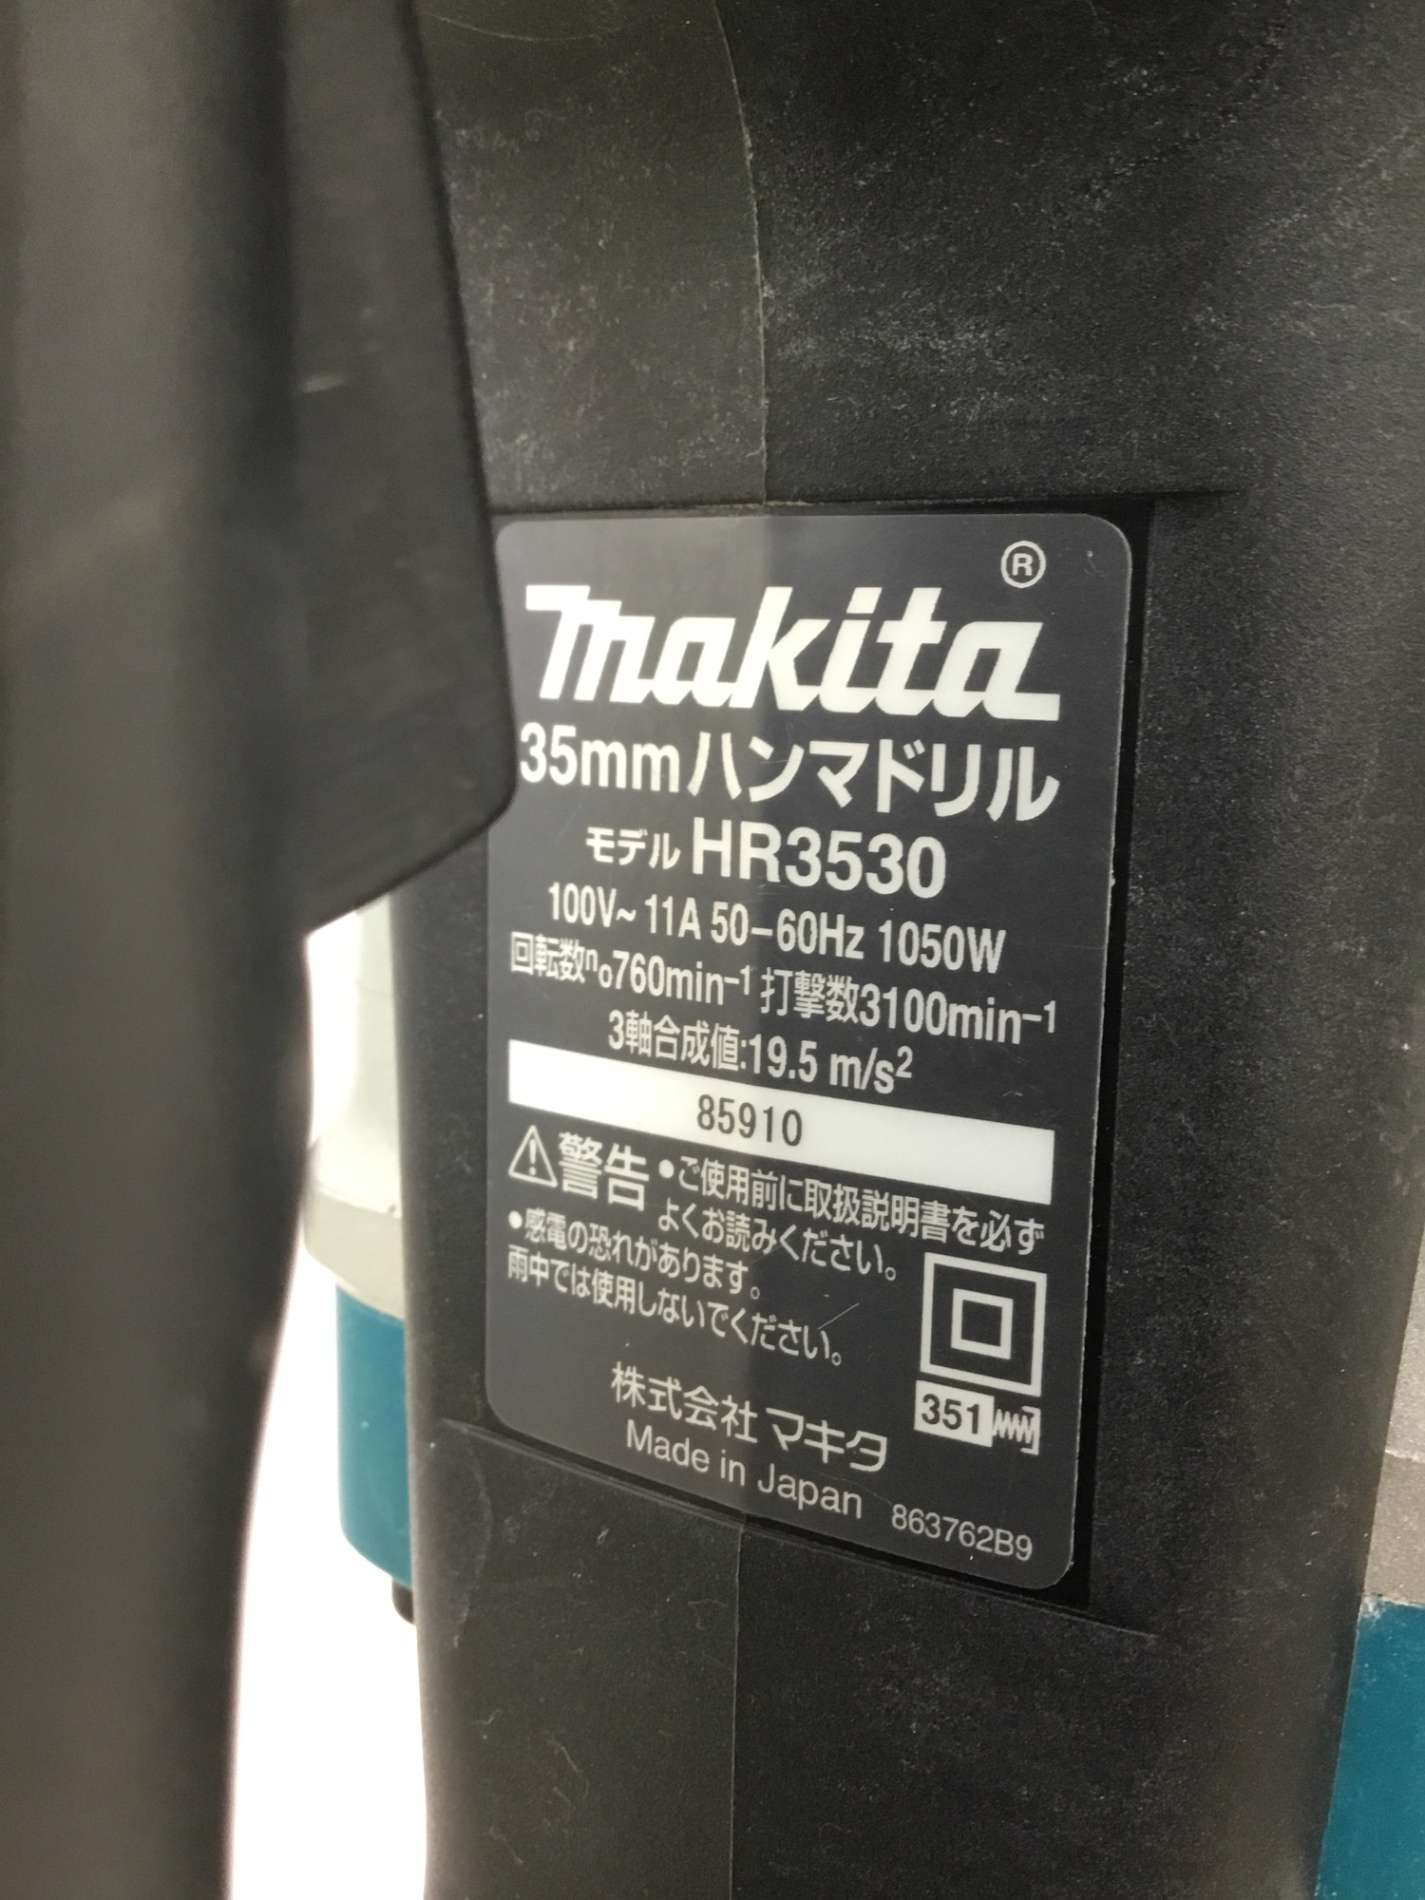 makita®
35mmハンマドリル
モデル HR3530
100V~ 11A 50-60Hz 1050W
回転数n₀760min⁻¹ 打撃数3100min⁻¹
3軸合成値:19.5 m/s²
85910
⚠警告 •ご使用前に取扱説明書を必ず
よくお読みください。
•感電の恐れがあります。
雨中では使用しないでください。
351
株式会社 マキタ
Made in Japan 863762B9